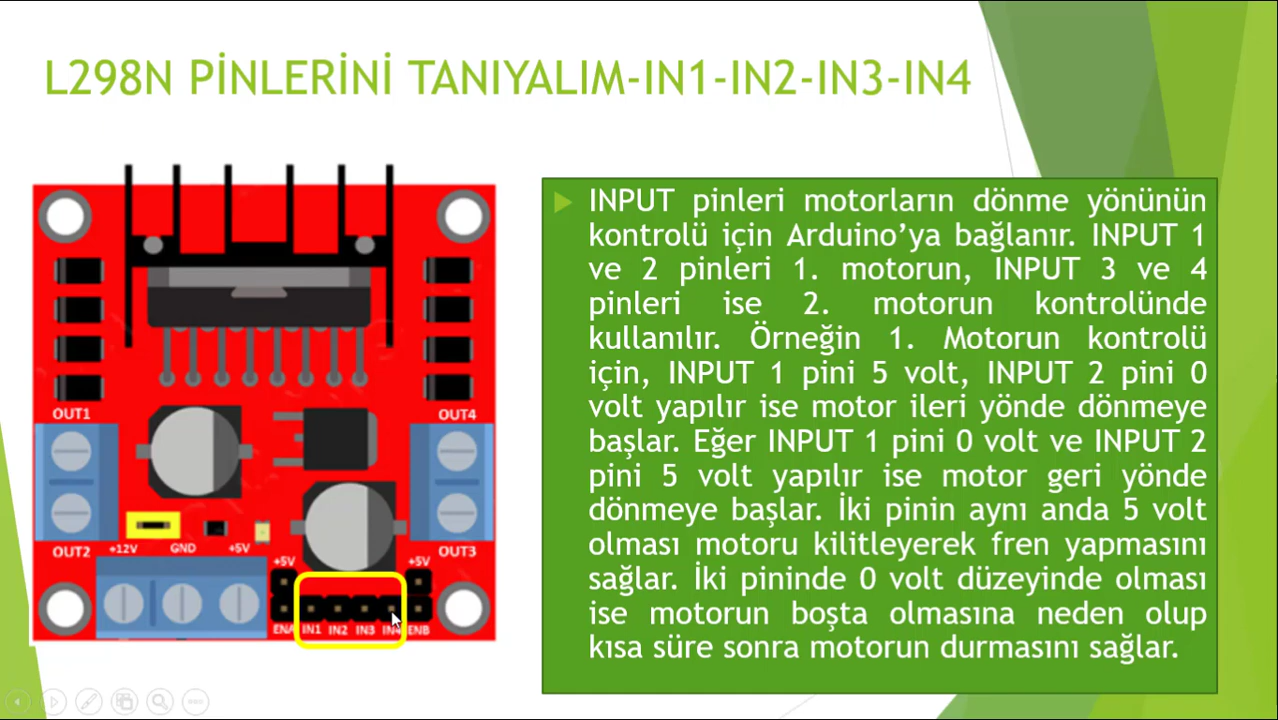 L298N PİNLERİNİ TANIYALIM-IN1-IN2-IN3-IN4
INPUT pinleri motorların dönme yönünün
kontrolü için Arduino’ya bağlanır. INPUT 1
ve 2 pinleri 1. motorun, INPUT 3 ve 4
pinleri ise 2. motorun kontrolünde
kullanılır. Örneğin 1. Motorun kontrolü
için, INPUT 1 pini 5 volt, INPUT 2 pini 0
volt yapılır ise motor ileri yönde dönmeye
başlar. Eğer INPUT 1 pini 0 volt ve INPUT 2
pini 5 volt yapılır ise motor geri yönde
dönmeye başlar. İki pinin aynı anda 5 volt
olması motoru kilitleyerek fren yapmasını
sağlar. İki pininde 0 volt düzeyinde olması
ise motorun boşta olmasına neden olup
kısa süre sonra motorun durmasını sağlar.
OUT1
OUT4
OUT2
+12V
GND
+5V
OUT3
+5V
+5V
ENA
IN1
IN2
IN3
IN4
ENB